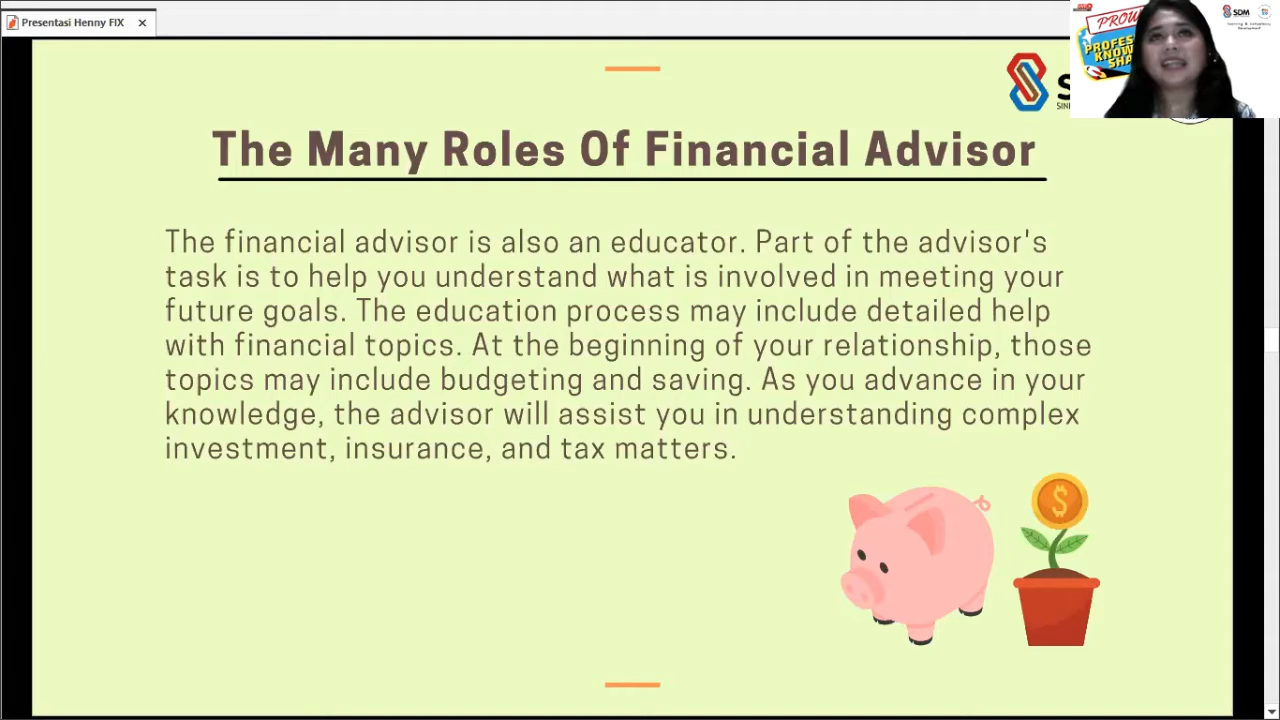 Presentasi Henny FIX
SDM
The Many Roles Of Financial Advisor
The financial advisor is also an educator. Part of the advisor's
task is to help you understand what is involved in meeting your
future goals. The education process may include detailed help
with financial topics. At the beginning of your relationship, those
topics may include budgeting and saving. As you advance in your
knowledge, the advisor will assist you in understanding complex
investment, insurance, and tax matters.
$